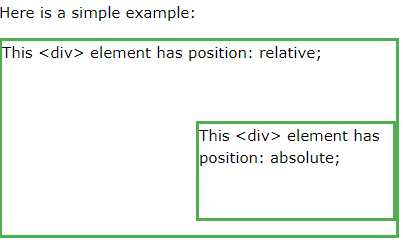 Here is a simple example:
This <div> element has position: relative;
This <div> element has
position: absolute;